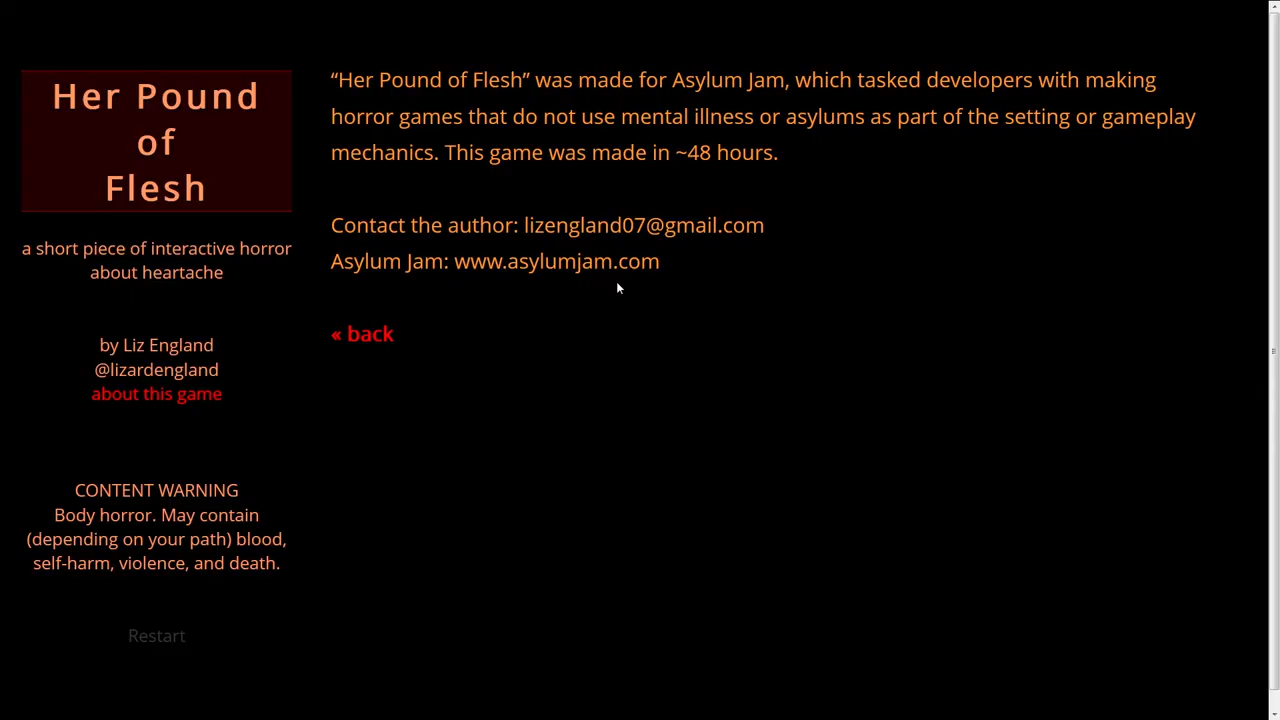 Her Pound
of
Flesh
a short piece of interactive horror
about heartache
by Liz England
@lizardengland
about this game
CONTENT WARNING
Body horror. May contain
(depending on your path) blood,
self-harm, violence, and death.
Restart
“Her Pound of Flesh” was made for Asylum Jam, which tasked developers with making
horror games that do not use mental illness or asylums as part of the setting or gameplay
mechanics. This game was made in ~48 hours.
Contact the author: lizengland07@gmail.com
Asylum Jam: www.asylumjam.com
« back